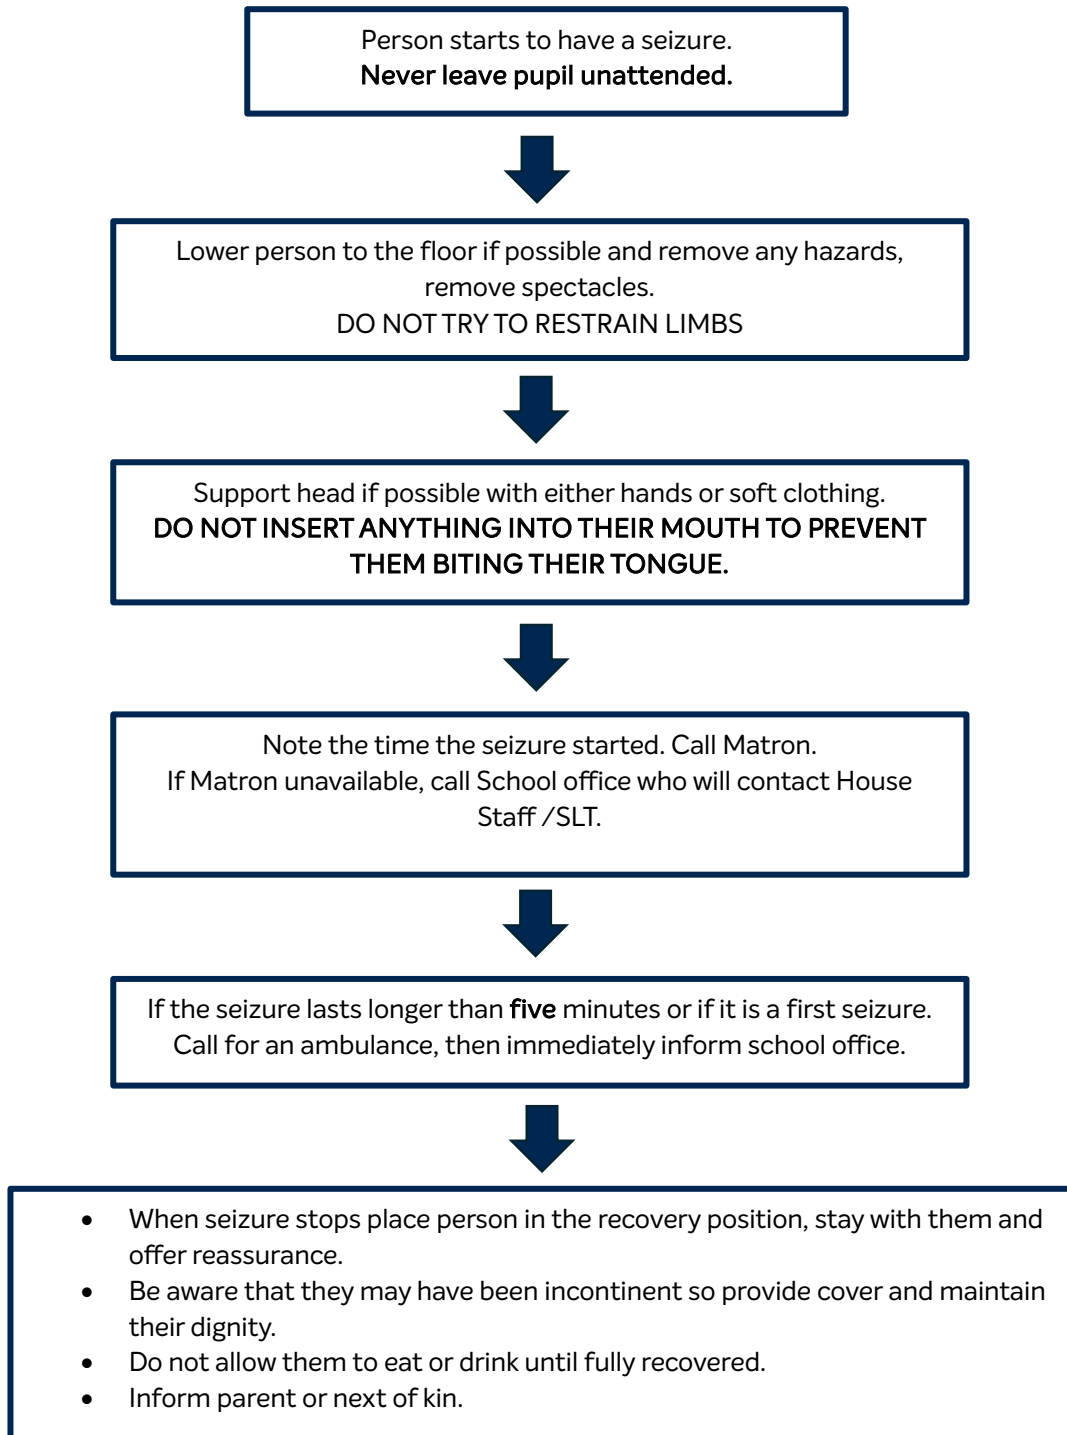 Person starts to have a seizure.
Never leave pupil unattended.
Lower person to the floor if possible and remove any hazards,
remove spectacles.
DO NOT TRY TO RESTRAIN LIMBS
Support head if possible with either hands or soft clothing.
DO NOT INSERT ANYTHING INTO THEIR MOUTH TO PREVENT
THEM BITING THEIR TONGUE.
Note the time the seizure started. Call Matron.
If Matron unavailable, call School office who will contact House
Staff /SLT.
If the seizure lasts longer than five minutes or if it is a first seizure.
Call for an ambulance, then immediately inform school office.
• When seizure stops place person in the recovery position, stay with them and
offer reassurance.
• Be aware that they may have been incontinent so provide cover and maintain
their dignity.
• Do not allow them to eat or drink until fully recovered.
• Inform parent or next of kin.